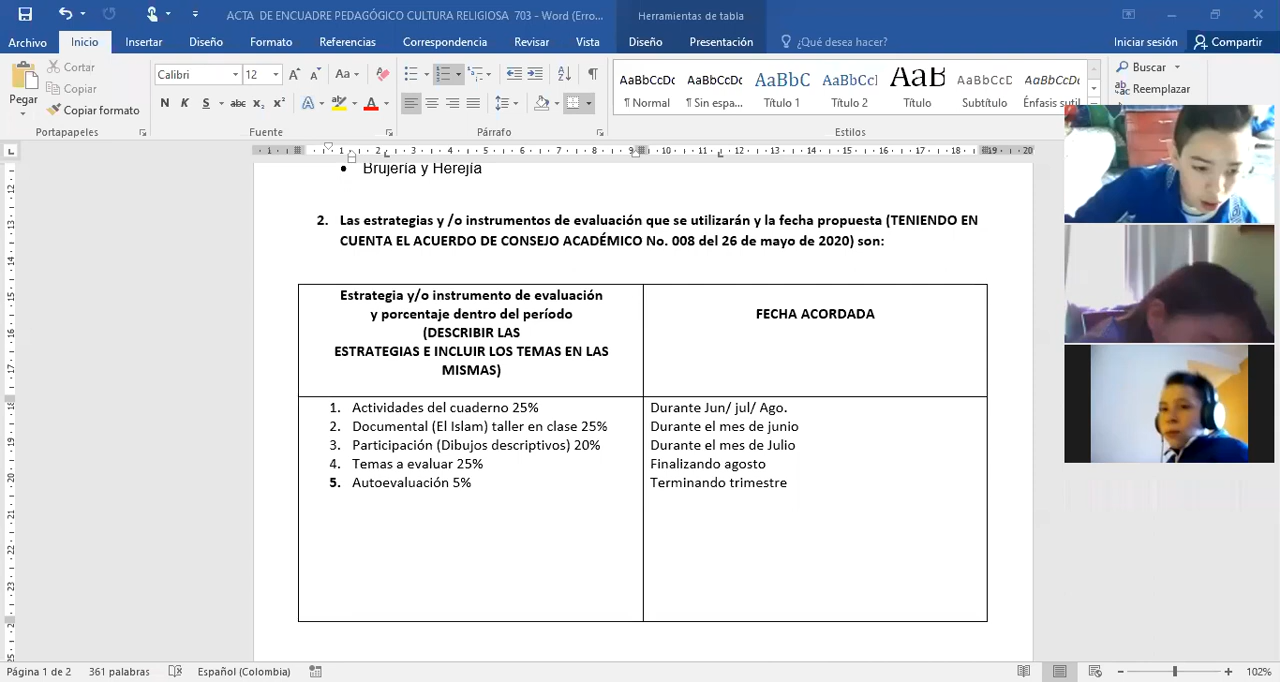 ACTA DE ENCUADRE PEDAGÓGICO CULTURA RELIGIOSA 703 - Word (Erro...
Herramientas de tabla
Archivo Inicio Insertar Diseño Formato Referencias Correspondencia Revisar Vista Diseño Presentación ¿Qué desea hacer? Iniciar sesión Compartir
Pegar
Cortar
Copiar
Copiar formato
Portapapeles
Calibri 12
Fuente
Párrafo
AaBbCcDc AaBbCcDc AaBbC AaBbCcI AaB AaBbCcD AaBbCcDc
¶ Normal ¶ Sin espa... Título 1 Título 2 Título Subtítulo Énfasis sutil
Estilos
Buscar
Reemplazar
• Brujería y Herejía
2. Las estrategias y /o instrumentos de evaluación que se utilizarán y la fecha propuesta (TENIENDO EN
CUENTA EL ACUERDO DE CONSEJO ACADÉMICO No. 008 del 26 de mayo de 2020) son:
Estrategia y/o instrumento de evaluación
y porcentaje dentro del período
(DESCRIBIR LAS
ESTRATEGIAS E INCLUIR LOS TEMAS EN LAS
MISMAS)
FECHA ACORDADA
1. Actividades del cuaderno 25%
2. Documental (El Islam) taller en clase 25%
3. Participación (Dibujos descriptivos) 20%
4. Temas a evaluar 25%
5. Autoevaluación 5%
Durante Jun/ jul/ Ago.
Durante el mes de junio
Durante el mes de Julio
Finalizando agosto
Terminando trimestre
Página 1 de 2 361 palabras Español (Colombia) 102%